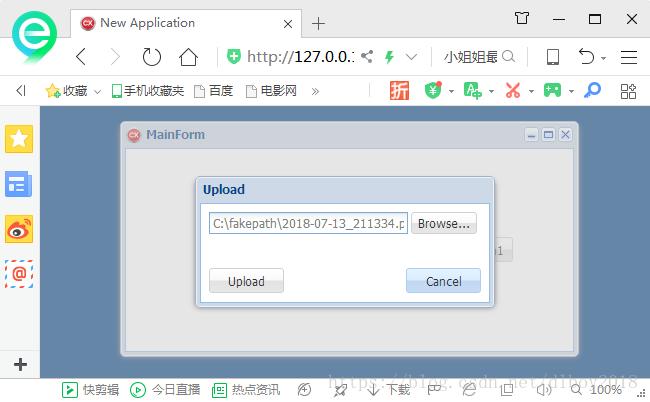 New Application
http://127.0.0.1
小姐姐最
收藏 手机收藏夹 百度 电影网 »
折
MainForm
Upload
C:\fakepath\2018-07-13_211334.p
Browse...
Upload
Cancel
快剪辑 今日直播 热点资讯 下载 100%
https://blog.csdn.net/dlboy2018